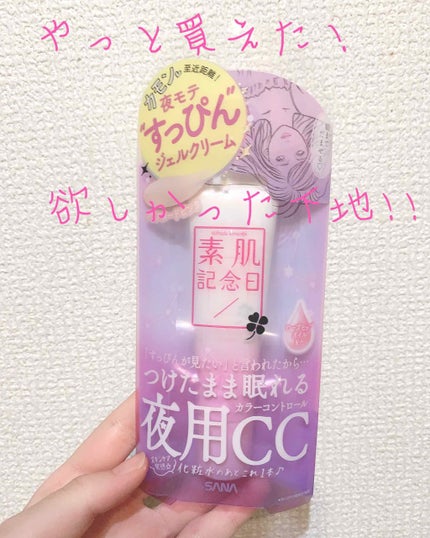 やっと買えた!
カモン、至近距離!
夜モテ
"すっぴん"
ジェルクリーム
欲しかった下地!!
素肌
記念日
「すっぴんが見たい」と言われたから…
つけたまま眠れる
カラーコントロール
夜用CC
化粧水のあとこれ1本♪
SANA